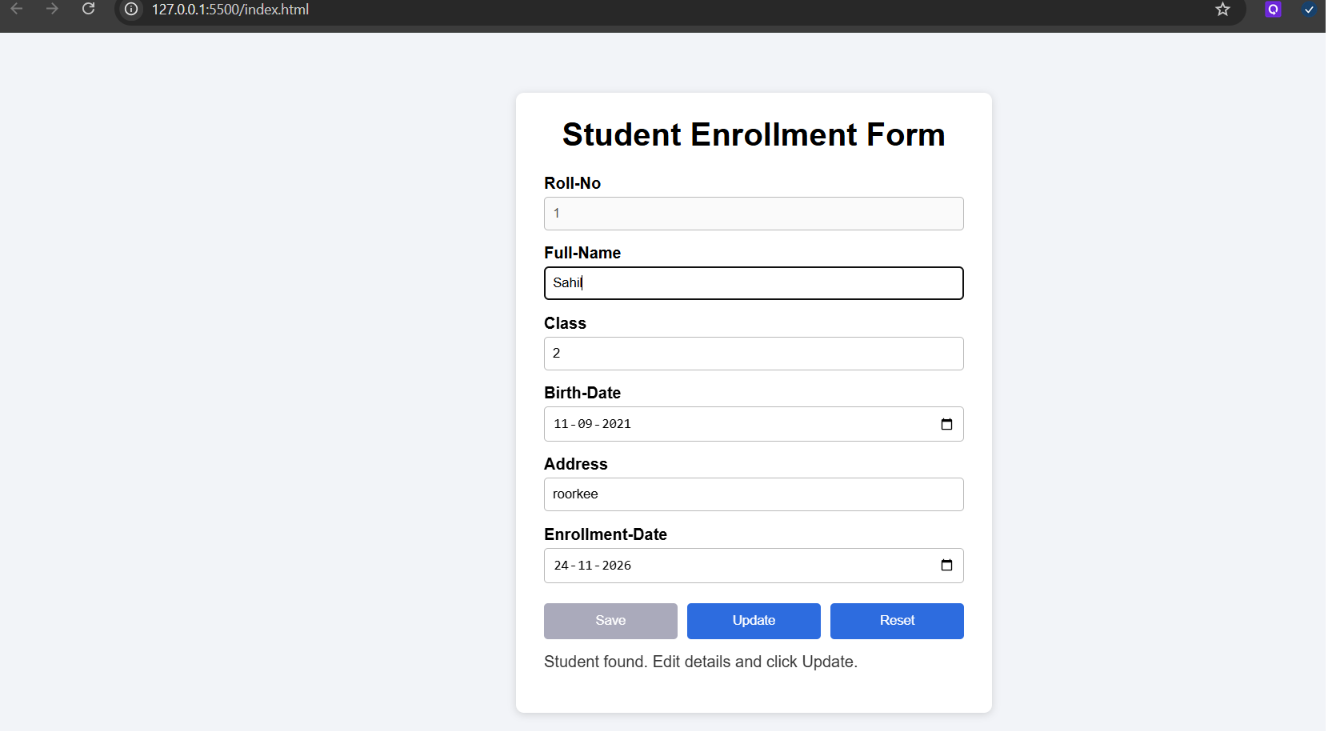 127.0.0.1:5500/index.html
Student Enrollment Form
Roll-No
1
Full-Name
Sahil
Class
2
Birth-Date
11-09-2021
Address
roorkee
Enrollment-Date
24-11-2026
Save Update Reset
Student found. Edit details and click Update.